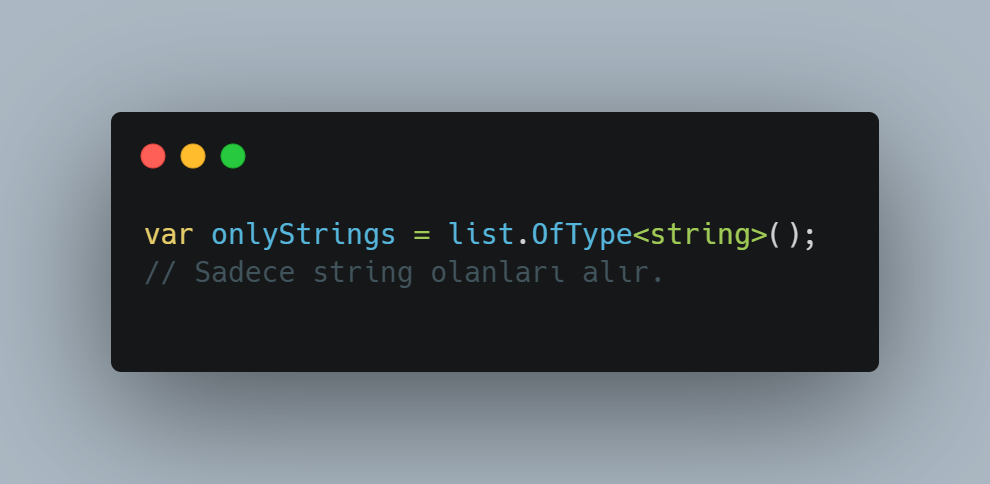 var onlyStrings = list.OfType<string>();
// Sadece string olanları alır.